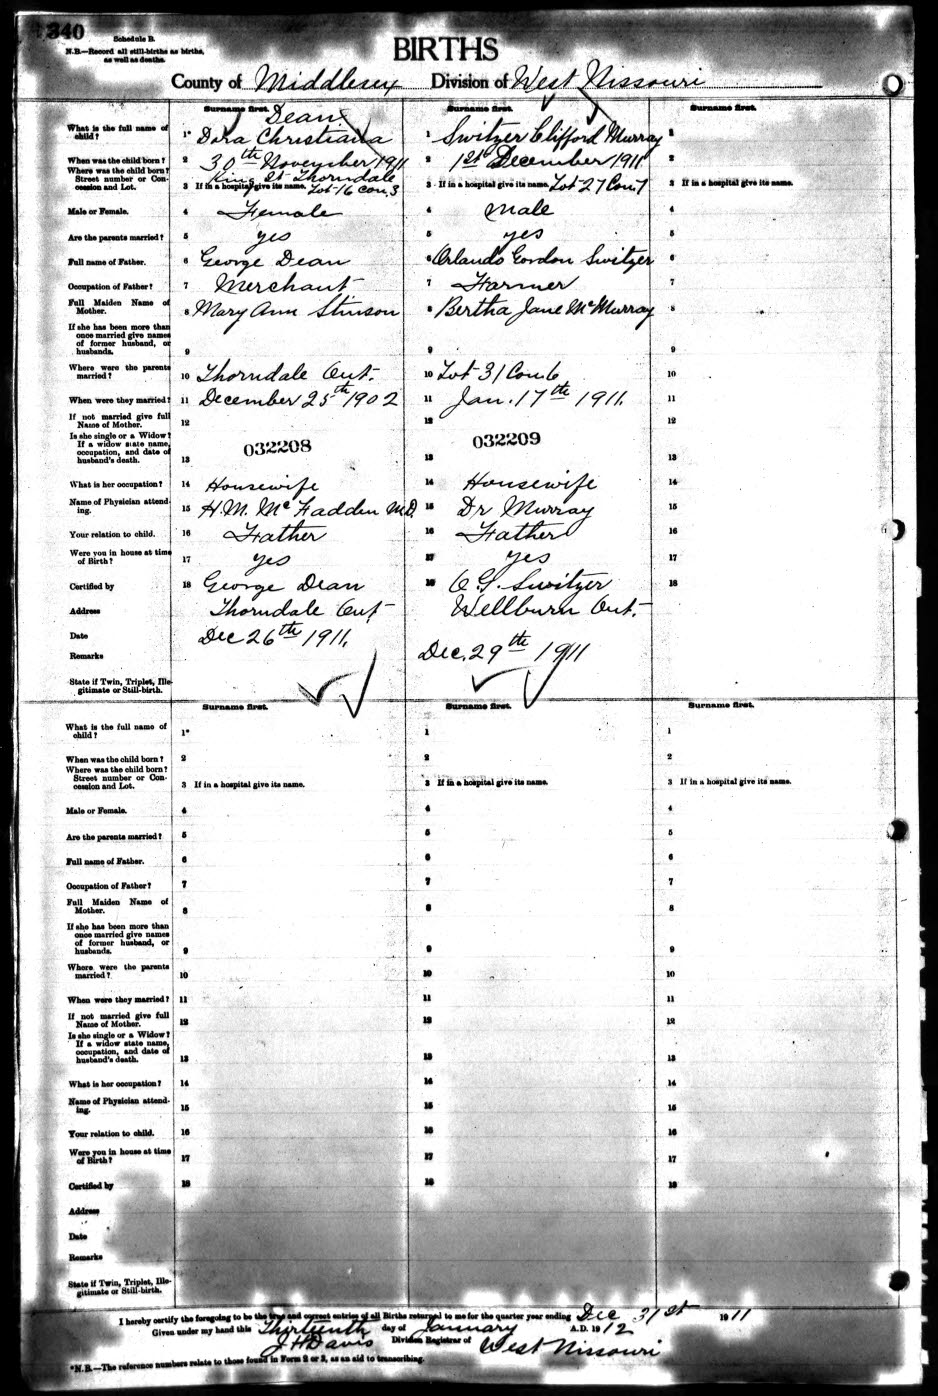 340
Schedule B.
N.B.—Record all still-births as births,
as well as deaths.
BIRTHS
County of Middlesex Division of West Nissouri
Surname first. Surname first. Surname first.
Dean
What is the full name of child? 1* Dora Christiana 1 Switzer Clifford Murray 1
When was the child born? 2 30th November 1911 2 1st December 1911 2
King St Thorndale
Where was the child born? Street number or Concession and Lot. 3 If in a hospital give its name. Lot 16 Con. 3 3 If in a hospital give its name. Lot 27 Con 7 3 If in a hospital give its name.
Male or Female. 4 Female 4 Male 4
Are the parents married? 5 yes 5 yes 5
Full name of Father. 6 George Dean 6 Orlando Gordon Switzer 6
Occupation of Father? 7 Merchant 7 Farmer 7
Full Maiden Name of Mother. 8 Mary Ann Stinson 8 Bertha Jane McMurray 8
If she has been more than once married give names of former husband, or husbands. 9 9 9
Where were the parents married? 10 Thorndale Ont. 10 Lot 31 Con 6 10
When were they married? 11 December 25th 1902 11 Jan. 17th 1911. 11
If not married give full Name of Mother. 12 12 12
Is she single or a Widow? If a widow state name, occupation, and date of husband's death. 13 032208 13 032209 13
What is her occupation? 14 Housewife 14 Housewife 14
Name of Physician attending. 15 H. M. McFadden M.D. 15 Dr Murray 15
Your relation to child. 16 Father 16 Father 16
Were you in house at time of Birth? 17 yes 17 yes 17
Certified by 18 George Dean 18 O. G. Switzer 18
Address Thorndale Ont Wellburn Ont.
Date Dec 26th 1911. Dec. 29th 1911
Remarks
State if Twin, Triplet, Illegitimate or Still-birth.
Surname first. Surname first. Surname first.
What is the full name of child? 1* 1 1
When was the child born? 2 2 2
Where was the child born? Street number or Concession and Lot. 3 If in a hospital give its name. 3 If in a hospital give its name. 3 If in a hospital give its name.
Male or Female. 4 4 4
Are the parents married? 5 5 5
Full name of Father. 6 6 6
Occupation of Father? 7 7 7
Full Maiden Name of Mother. 8 8 8
If she has been more than once married give names of former husband, or husbands. 9 9 9
Where were the parents married? 10 10 10
When were they married? 11 11 11
If not married give full Name of Mother. 12 12 12
Is she single or a Widow? If a widow state name, occupation, and date of husband's death. 13 13 13
What is her occupation? 14 14 14
Name of Physician attending. 15 15 15
Your relation to child. 16 16 16
Were you in house at time of Birth? 17 17 17
Certified by 18 18 18
Address
Date
Remarks
State if Twin, Triplet, Illegitimate or Still-birth.
I hereby certify the foregoing to be the true and correct entries of all Births returned to me for the quarter year ending Dec 31st 1911
Given under my hand this Thirteenth day of January A.D. 1912
J H Davis Division Registrar of West Nissouri
*N.B.—The reference numbers relate to those found in Form 2 or 3, as an aid to transcribing.